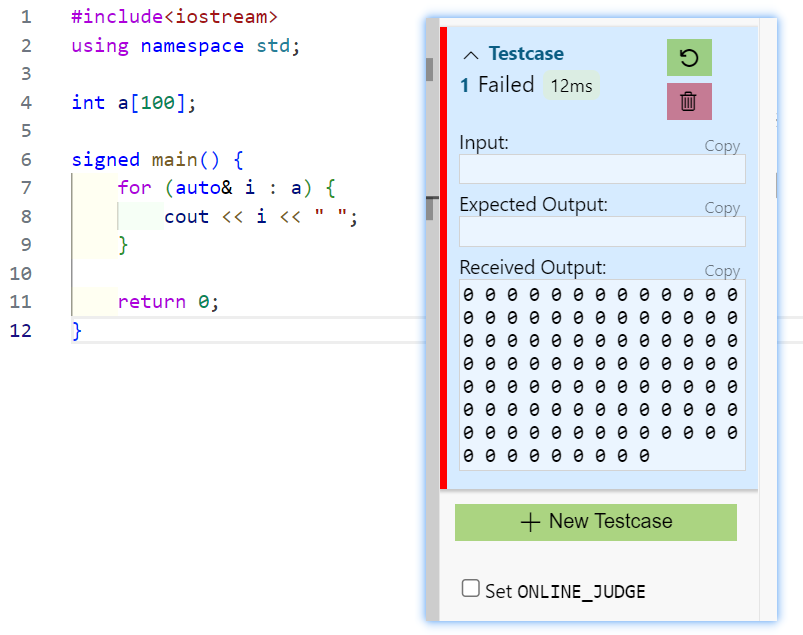 1 #include<iostream>
2 using namespace std;
3
4 int a[100];
5
6 signed main() {
7 for (auto& i : a) {
8 cout << i << " ";
9 }
10
11 return 0;
12 }
Testcase
1 Failed 12ms
Input: Copy
Expected Output: Copy
Received Output: Copy
0 0 0 0 0 0 0 0 0 0 0 0 0
0 0 0 0 0 0 0 0 0 0 0 0 0
0 0 0 0 0 0 0 0 0 0 0 0 0
0 0 0 0 0 0 0 0 0 0 0 0 0
0 0 0 0 0 0 0 0 0 0 0 0 0
0 0 0 0 0 0 0 0 0 0 0 0 0
0 0 0 0 0 0 0 0 0 0 0 0 0
0 0 0 0 0 0 0 0 0
+ New Testcase
Set ONLINE_JUDGE